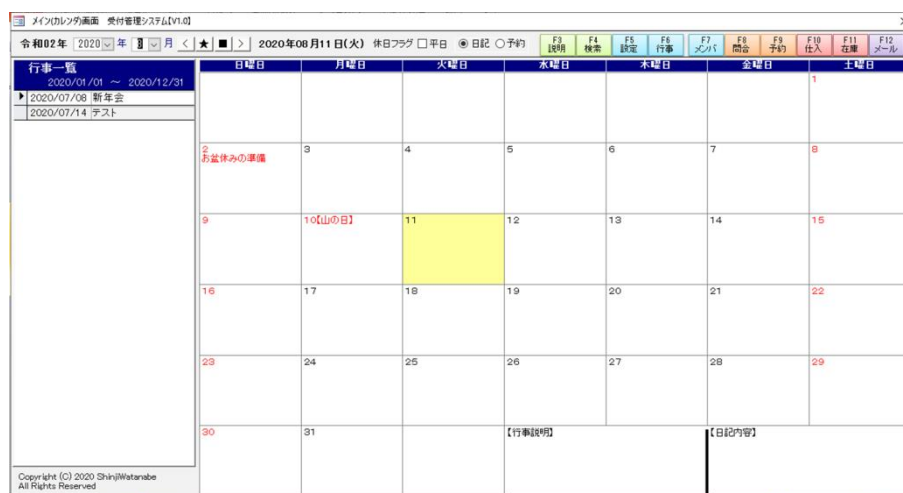 メイン(カレンダ)画面 受付管理システム【V1.0】
令和02年 2020 年 8 月 < ★ ■ > 2020年08月11日(火) 休日フラグ 平日 日記 予約 F3 説明 F4 検索 F5 設定 F6 行事 F7 メンバ F8 問合 F9 予約 F10 仕入 F11 在庫 F12 メール
行事一覧
2020/01/01 ～ 2020/12/31
2020/07/08 新年会
2020/07/14 テスト
日曜日 月曜日 火曜日 水曜日 木曜日 金曜日 土曜日
1
2 3 4 5 6 7 8
お盆休みの準備
9 10【山の日】 11 12 13 14 15
16 17 18 19 20 21 22
23 24 25 26 27 28 29
30 31 【行事説明】 【日記内容】
Copyright (C) 2020 ShinjiWatanabe
All Rights Reserved